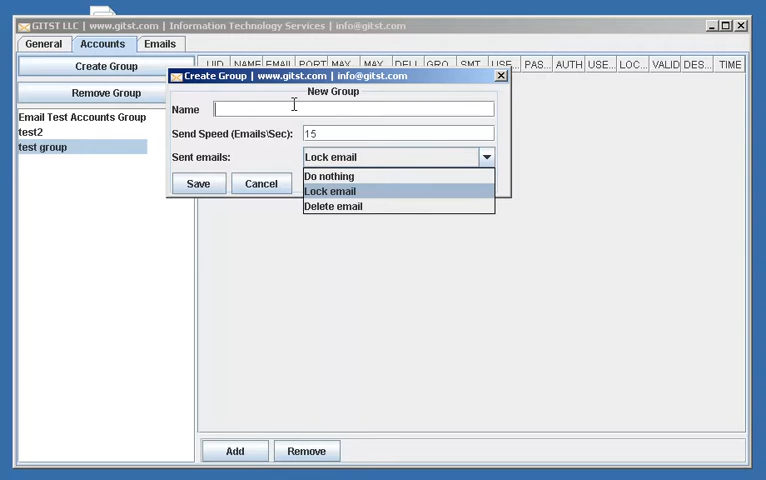 GITST LLC | www.gitst.com | Information Technology Services | info@gitst.com
General Accounts Emails
Create Group
Remove Group
Email Test Accounts Group
test2
test group
UID NAME EMAIL PORT MAX... MAX... DELI... GRO... SMT... USE... PAS... AUTH USE... LOC... VALID DES... TIME
Create Group | www.gitst.com | info@gitst.com
New Group
Name
Send Speed (Emails\Sec): 15
Sent emails: Lock email
Do nothing
Lock email
Delete email
Save Cancel
Add Remove